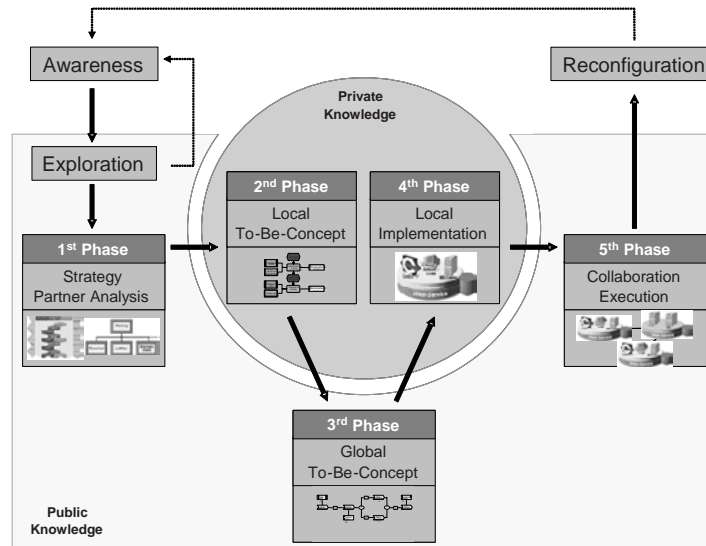 Awareness
Reconfiguration
Private
Knowledge
Exploration
2nd Phase
Local
To-Be-Concept
4th Phase
Local
Implementation
1st Phase
Strategy
Partner Analysis
5th Phase
Collaboration
Execution
3rd Phase
Global
To-Be-Concept
Public
Knowledge